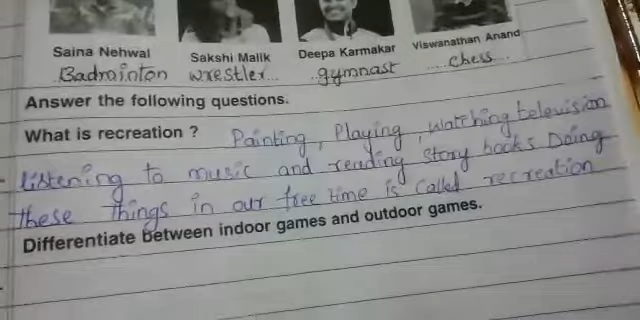 Saina Nehwal Sakshi Malik Deepa Karmakar Viswanathan Anand
Badminton wrestler gymnast chess
Answer the following questions.
What is recreation ? Painting, Playing, watching television
listening to music and reading story books Doing
these things in our free time is called recreation
Differentiate between indoor games and outdoor games.